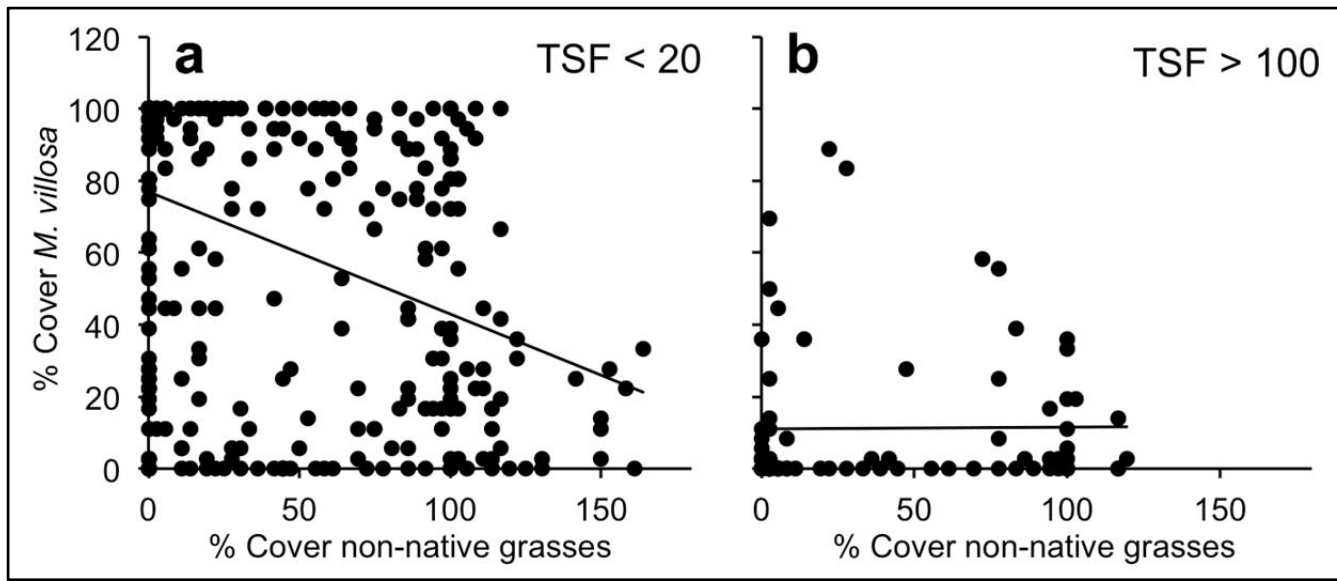 a
TSF < 20
120
100
80
60
40
20
0
% Cover M. villosa
0 50 100 150
% Cover non-native grasses
b
TSF > 100
0 50 100 150
% Cover non-native grasses